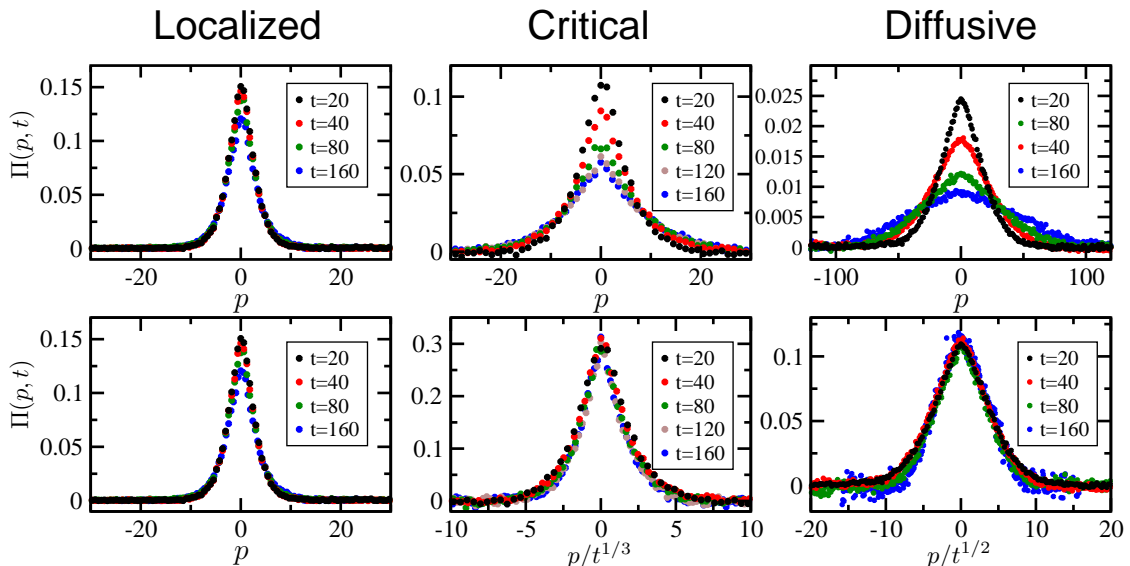 Localized
Critical
Diffusive
Π(p, t)
0.15
0.1
0.05
0
-20
0
20
p
t=20
t=40
t=80
t=160
0.1
0.05
0
-20
0
20
p
t=20
t=40
t=80
t=120
t=160
0.025
0.02
0.015
0.01
0.005
0
-100
0
100
p
t=20
t=80
t=40
t=160
Π(p, t)
0.15
0.1
0.05
0
-20
0
20
p
t=20
t=40
t=80
t=160
0.3
0.2
0.1
0
-10
-5
0
5
10
p/t^{1/3}
t=20
t=40
t=80
t=120
t=160
0.1
0.05
0
-20
-10
0
10
20
p/t^{1/2}
t=20
t=40
t=80
t=160